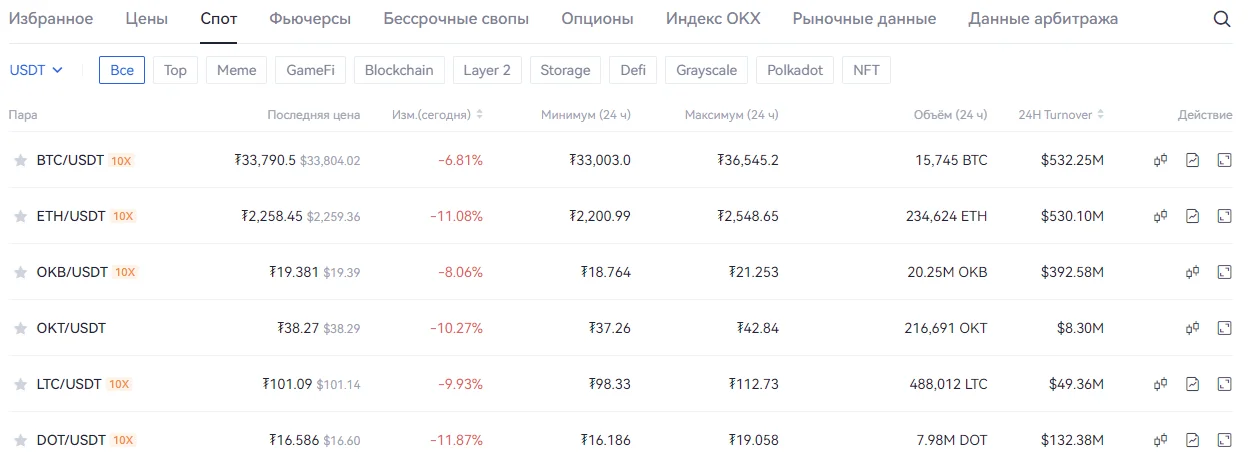 Избранное Цены Спот Фьючерсы Бессрочные свопы Опционы Индекс OKX Рыночные данные Данные арбитража
USDT Все Top Meme GameFi Blockchain Layer 2 Storage Defi Grayscale Polkadot NFT
Пара Последняя цена Изм.(сегодня) Минимум (24 ч) Максимум (24 ч) Объём (24 ч) 24H Turnover Действие
BTC/USDT 10X ₮33,790.5 $33,804.02 -6.81% ₮33,003.0 ₮36,545.2 15,745 BTC $532.25M
ETH/USDT 10X ₮2,258.45 $2,259.36 -11.08% ₮2,200.99 ₮2,548.65 234,624 ETH $530.10M
OKB/USDT 10X ₮19.381 $19.39 -8.06% ₮18.764 ₮21.253 20.25M OKB $392.58M
OKT/USDT ₮38.27 $38.29 -10.27% ₮37.26 ₮42.84 216,691 OKT $8.30M
LTC/USDT 10X ₮101.09 $101.14 -9.93% ₮98.33 ₮112.73 488,012 LTC $49.36M
DOT/USDT 10X ₮16.586 $16.60 -11.87% ₮16.186 ₮19.058 7.98M DOT $132.38M